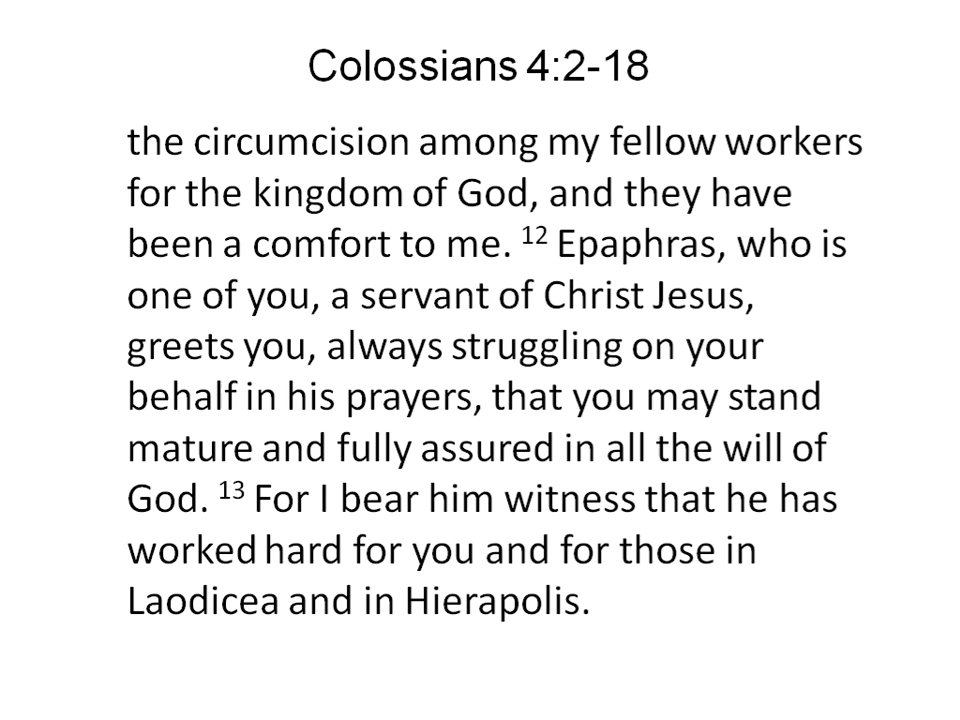 Colossians 4:2-18
the circumcision among my fellow workers
for the kingdom of God, and they have
been a comfort to me. 12 Epaphras, who is
one of you, a servant of Christ Jesus,
greets you, always struggling on your
behalf in his prayers, that you may stand
mature and fully assured in all the will of
God. 13 For I bear him witness that he has
worked hard for you and for those in
Laodicea and in Hierapolis.